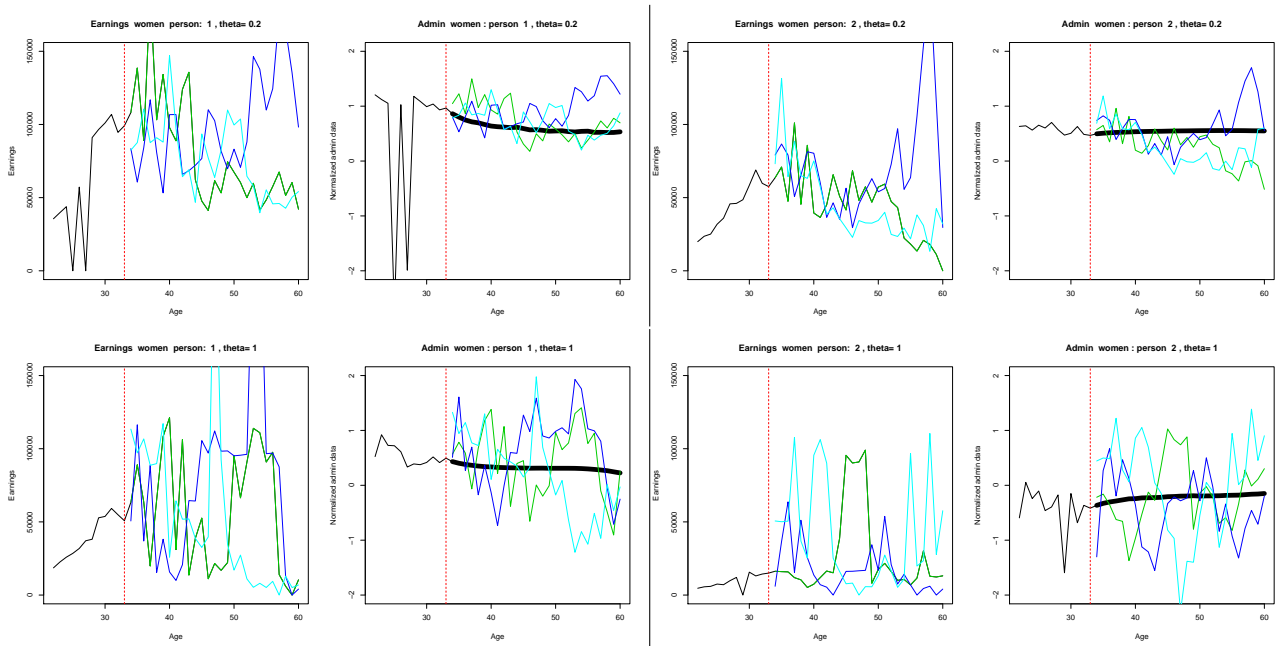 Earnings women person: 1 , theta= 0.2
Earnings
0
50000
100000
150000
30
40
50
60
Age
Admin women : person 1 , theta= 0.2
Normalized admin data
−2
−1
0
1
2
30
40
50
60
Age
Earnings women person: 2 , theta= 0.2
Earnings
0
50000
100000
150000
30
40
50
60
Age
Admin women : person 2 , theta= 0.2
Normalized admin data
−2
−1
0
1
2
30
40
50
60
Age
Earnings women person: 1 , theta= 1
Earnings
0
50000
100000
150000
30
40
50
60
Age
Admin women : person 1 , theta= 1
Normalized admin data
−2
−1
0
1
2
30
40
50
60
Age
Earnings women person: 2 , theta= 1
Earnings
0
50000
100000
150000
30
40
50
60
Age
Admin women : person 2 , theta= 1
Normalized admin data
−2
−1
0
1
2
30
40
50
60
Age